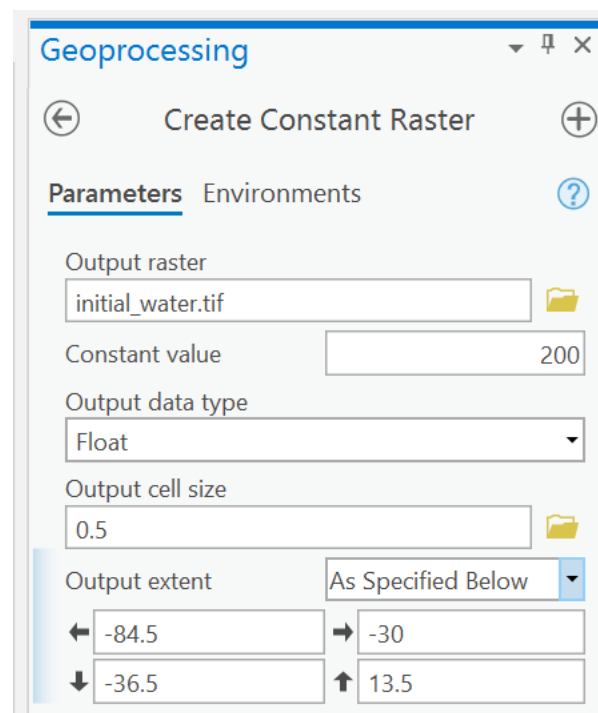 Geoprocessing
Create Constant Raster
Parameters Environments
Output raster
initial_water.tif
Constant value 200
Output data type
Float
Output cell size
0.5
Output extent As Specified Below
-84.5 -30
-36.5 13.5